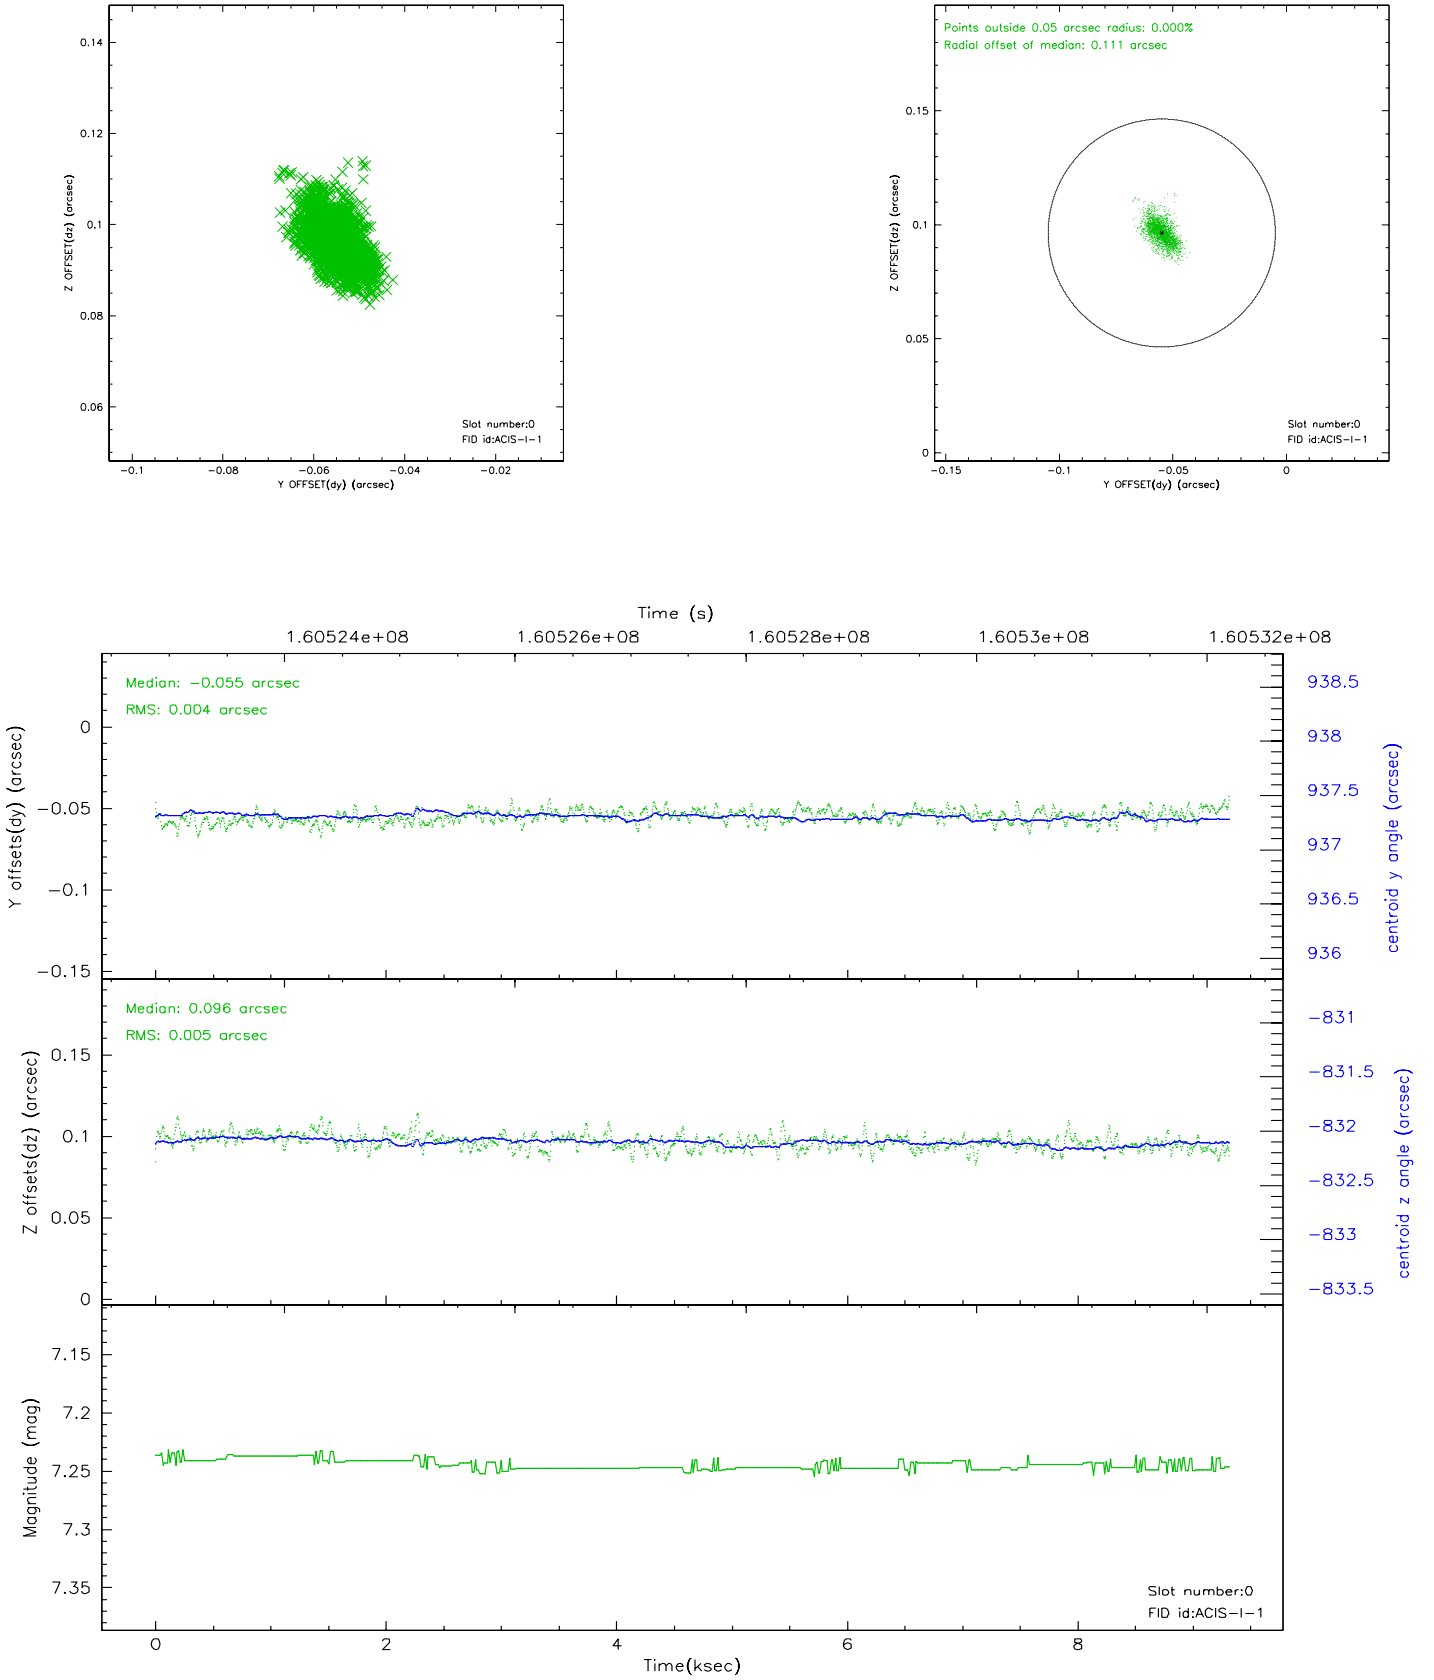 0.14
0.12
0.1
0.08
0.06
Z OFFSET(dz) (arcsec)
Slot number:0
FID id:ACIS-I-1
-0.1 -0.08 -0.06 -0.04 -0.02
Y OFFSET(dy) (arcsec)
Points outside 0.05 arcsec radius: 0.000%
Radial offset of median: 0.111 arcsec
0.15
0.1
0.05
0
Z OFFSET(dz) (arcsec)
Slot number:0
FID id:ACIS-I-1
-0.15 -0.1 -0.05 0
Y OFFSET(dy) (arcsec)
Time (s)
1.60524e+08 1.60526e+08 1.60528e+08 1.6053e+08 1.60532e+08
Median: -0.055 arcsec
RMS: 0.004 arcsec
0
-0.05
-0.1
-0.15
Y offsets(dy) (arcsec)
938.5
938
937.5
937
936.5
936
centroid y angle (arcsec)
Median: 0.096 arcsec
RMS: 0.005 arcsec
0.15
0.1
0.05
0
Z offsets(dz) (arcsec)
-831
-831.5
-832
-832.5
-833
-833.5
centroid z angle (arcsec)
7.15
7.2
7.25
7.3
7.35
Magnitude (mag)
Slot number:0
FID id:ACIS-I-1
0 2 4 6 8
Time(ksec)